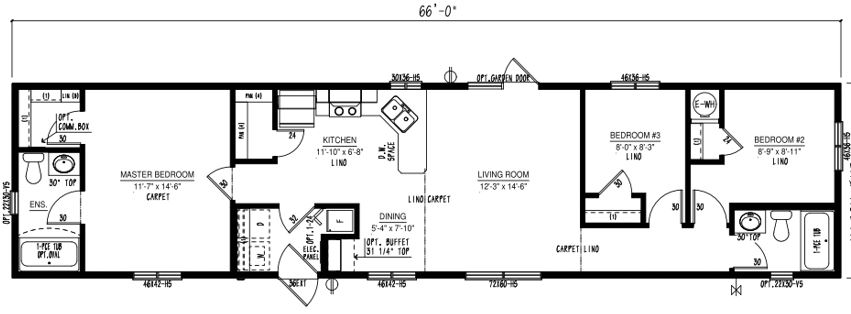 66'-0"
30X36-H5
OPT.GARDEN DOOR
46X36-H5
(1)
LIN (5)
OPT.
COMM.BOX
30
(1)
PAN (4)
PAN (4)
24
KITCHEN
11'-10" x 6'-8"
LINO
D.W.
SPACE
BEDROOM #3
8'-0" x 8'-3"
LINO
E-WH
(1)
24
BEDROOM #2
8'-9" x 8'-11"
LINO
46X36-H5
MASTER BEDROOM
11'-7" x 14'-6"
CARPET
30
LIVING ROOM
12'-3" x 14'-6"
30
(1)
30
30
30" TOP
ENS.
30
OPT.22X30-V5
1-PCE TUB
OPT.OVAL
LINO
CARPET
DINING
5'-4" x 7'-10"
32
F
D
W
ELEC.
PANEL
OPT. BUFFET
31 1/4" TOP
CARPET
LINO
30"TOP
30
1-PCE TUB
36EXT
46X42-H5
46X42-H5
72X60-H5
OPT.22X30-V5